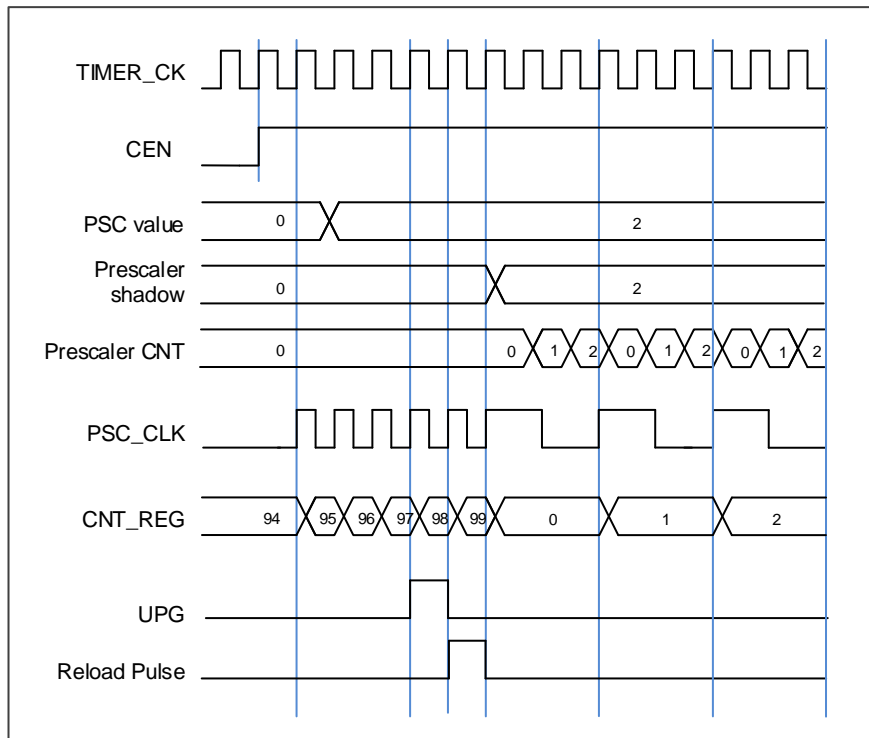 TIMER_CK
CEN
PSC value 0 2
Prescaler
shadow 0 2
Prescaler CNT 0 0 1 2 0 1 2 0 1 2
PSC_CLK
CNT_REG 94 95 96 97 98 99 0 1 2
UPG
Reload Pulse